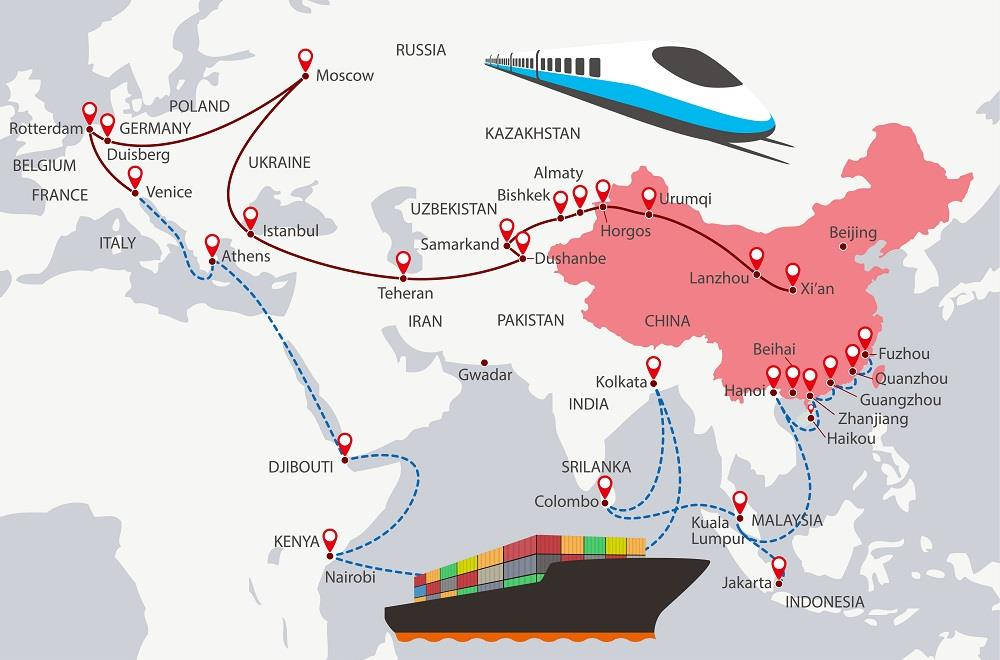 RUSSIA
Moscow
POLAND
Rotterdam
GERMANY
Duisberg
KAZAKHSTAN
BELGIUM
UKRAINE
Almaty
FRANCE
Venice
Bishkek
Urumqi
UZBEKISTAN
Istanbul
Horgos
Beijing
ITALY
Samarkand
Athens
Dushanbe
Lanzhou
Teheran
Xi'an
IRAN
PAKISTAN
CHINA
Beihai
Fuzhou
Gwadar
Kolkata
Quanzhou
Hanoi
INDIA
Guangzhou
Zhanjiang
Haikou
DJIBOUTI
SRILANKA
Colombo
Kuala
Lumpur
MALAYSIA
KENYA
Nairobi
Jakarta
INDONESIA